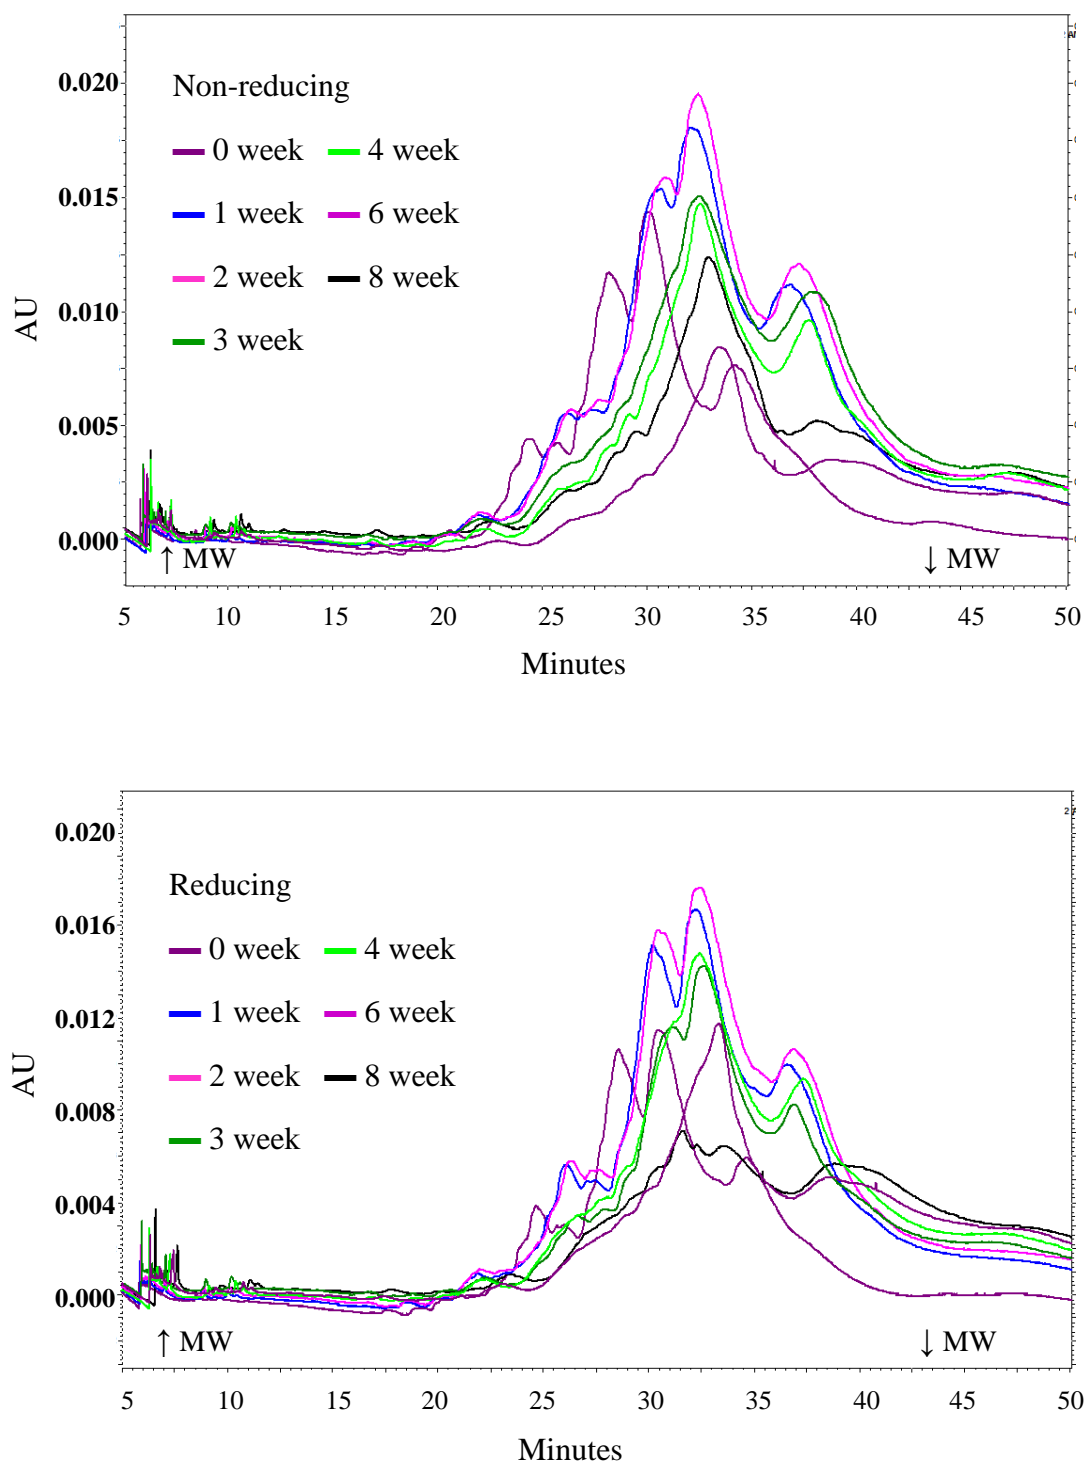 0.020
Non-reducing
0 week 4 week
0.015
1 week 6 week
2 week 8 week
0.010
3 week
AU
0.005
0.000
↑ MW ↓ MW
5 10 15 20 25 30 35 40 45 50
Minutes
0.020
Reducing
0.016
0 week 4 week
0.012
1 week 6 week
2 week 8 week
AU
0.008
3 week
0.004
0.000
↑ MW ↓ MW
5 10 15 20 25 30 35 40 45 50
Minutes